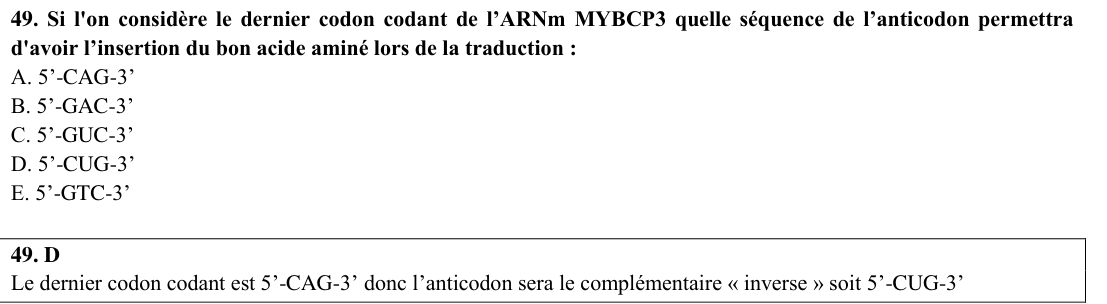 49. Si l'on considère le dernier codon codant de l’ARNm MYBCP3 quelle séquence de l’anticodon permettra
d'avoir l’insertion du bon acide aminé lors de la traduction :
A. 5’-CAG-3’
B. 5’-GAC-3’
C. 5’-GUC-3’
D. 5’-CUG-3’
E. 5’-GTC-3’
49. D
Le dernier codon codant est 5’-CAG-3’ donc l’anticodon sera le complémentaire « inverse » soit 5’-CUG-3’